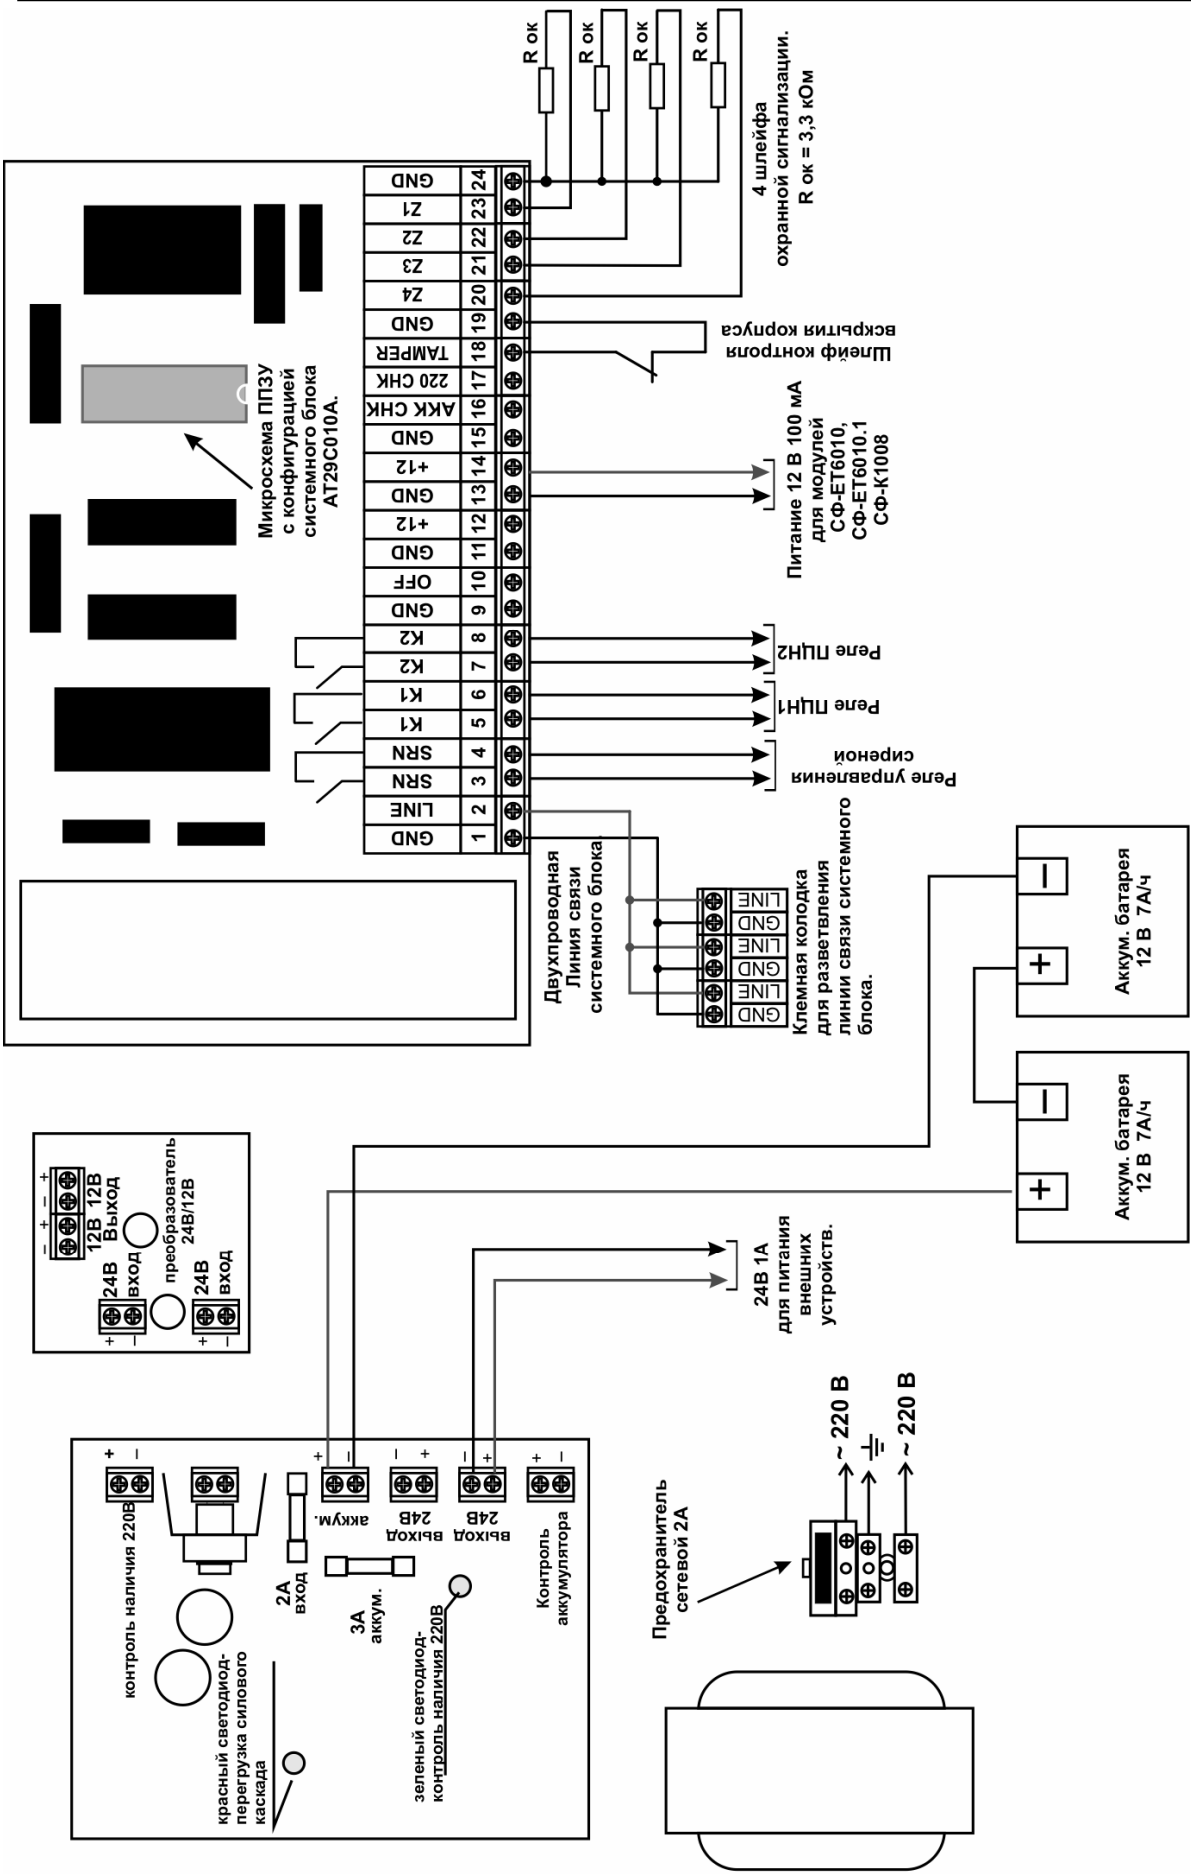 R ок
R ок
R ок
R ок
4 шлейфа
охранной сигнализации.
R ок = 3,3 кОм
GND 24
Z1 23
Z2 22
Z3 21
Z4 20
GND 19
TAMPER 18
220 CHK 17
АКК CHK 16
GND 15
+12 14
GND 13
+12 12
GND 11
OFF 10
GND 9
K2 8
K2 7
K1 6
K1 5
SRN 4
SRN 3
LINE 2
GND 1
Микросхема ППЗУ
с конфигурацией
системного блока
AT29C010A.
Шлейф контроля
вскрытия корпуса
Питание 12 В 100 мА
для модулей
СФ-ЕТ6010,
СФ-ЕТ6010.1
СФ-К1008
Реле ПЦН2
Реле ПЦН1
Реле управления
сиреной
Двухпроводная
Линия связи
системного блока.
LINE
GND
LINE
GND
LINE
GND
Клемная колодка
для разветвления
линии связи системного
блока.
–
+
Аккум. батарея
12 В 7А/ч
–
+
Аккум. батарея
12 В 7А/ч
– + – +
12В 12В
Выход
преобразователь
24В/12В
24В
вход
+ –
24В
вход
+ –
24В 1А
для питания
внешних
устройств.
+ –
контроль наличия 220В
2А
вход
3А
аккум.
+ –
аккум.
– +
24В
выход
– +
24В
выход
+ –
Контроль
аккумулятора
зеленый светодиод-
контроль наличия 220В
красный светодиод-
перегрузка силового
каскада
Предохранитель
сетевой 2А
~ 220 В
~ 220 В